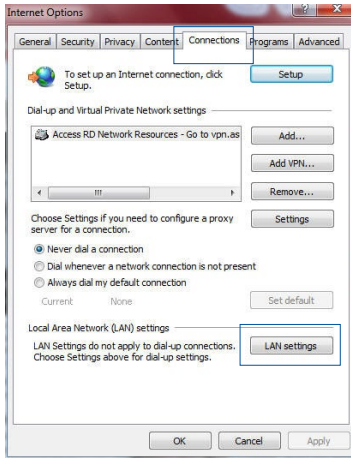 Internet Options
General Security Privacy Content Connections Programs Advanced
To set up an Internet connection, click
Setup.
Setup
Dial-up and Virtual Private Network settings
Access RD Network Resources - Go to vpn.as
Add...
Add VPN...
Remove...
Choose Settings if you need to configure a proxy
server for a connection.
Settings
Never dial a connection
Dial whenever a network connection is not present
Always dial my default connection
Current None
Set default
Local Area Network (LAN) settings
LAN Settings do not apply to dial-up connections.
Choose Settings above for dial-up settings.
LAN settings
OK Cancel Apply